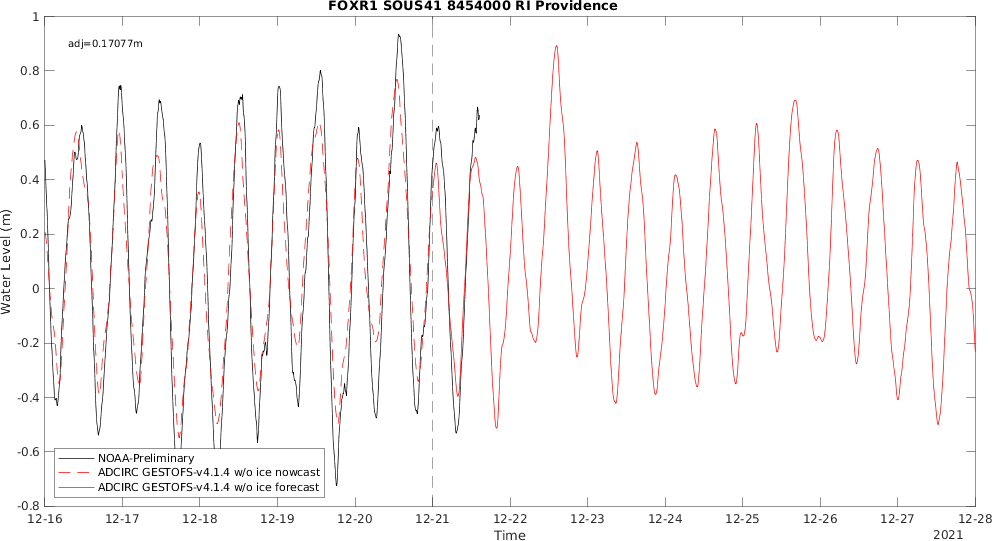 FOXR1 SOUS41 8454000 RI Providence
adj=0.17077m
1
0.8
0.6
0.4
0.2
0
-0.2
-0.4
-0.6
-0.8
Water Level (m)
NOAA-Preliminary
ADCIRC GESTOFS-v4.1.4 w/o ice nowcast
ADCIRC GESTOFS-v4.1.4 w/o ice forecast
12-16 12-17 12-18 12-19 12-20 12-21 12-22 12-23 12-24 12-25 12-26 12-27 12-28
Time
2021